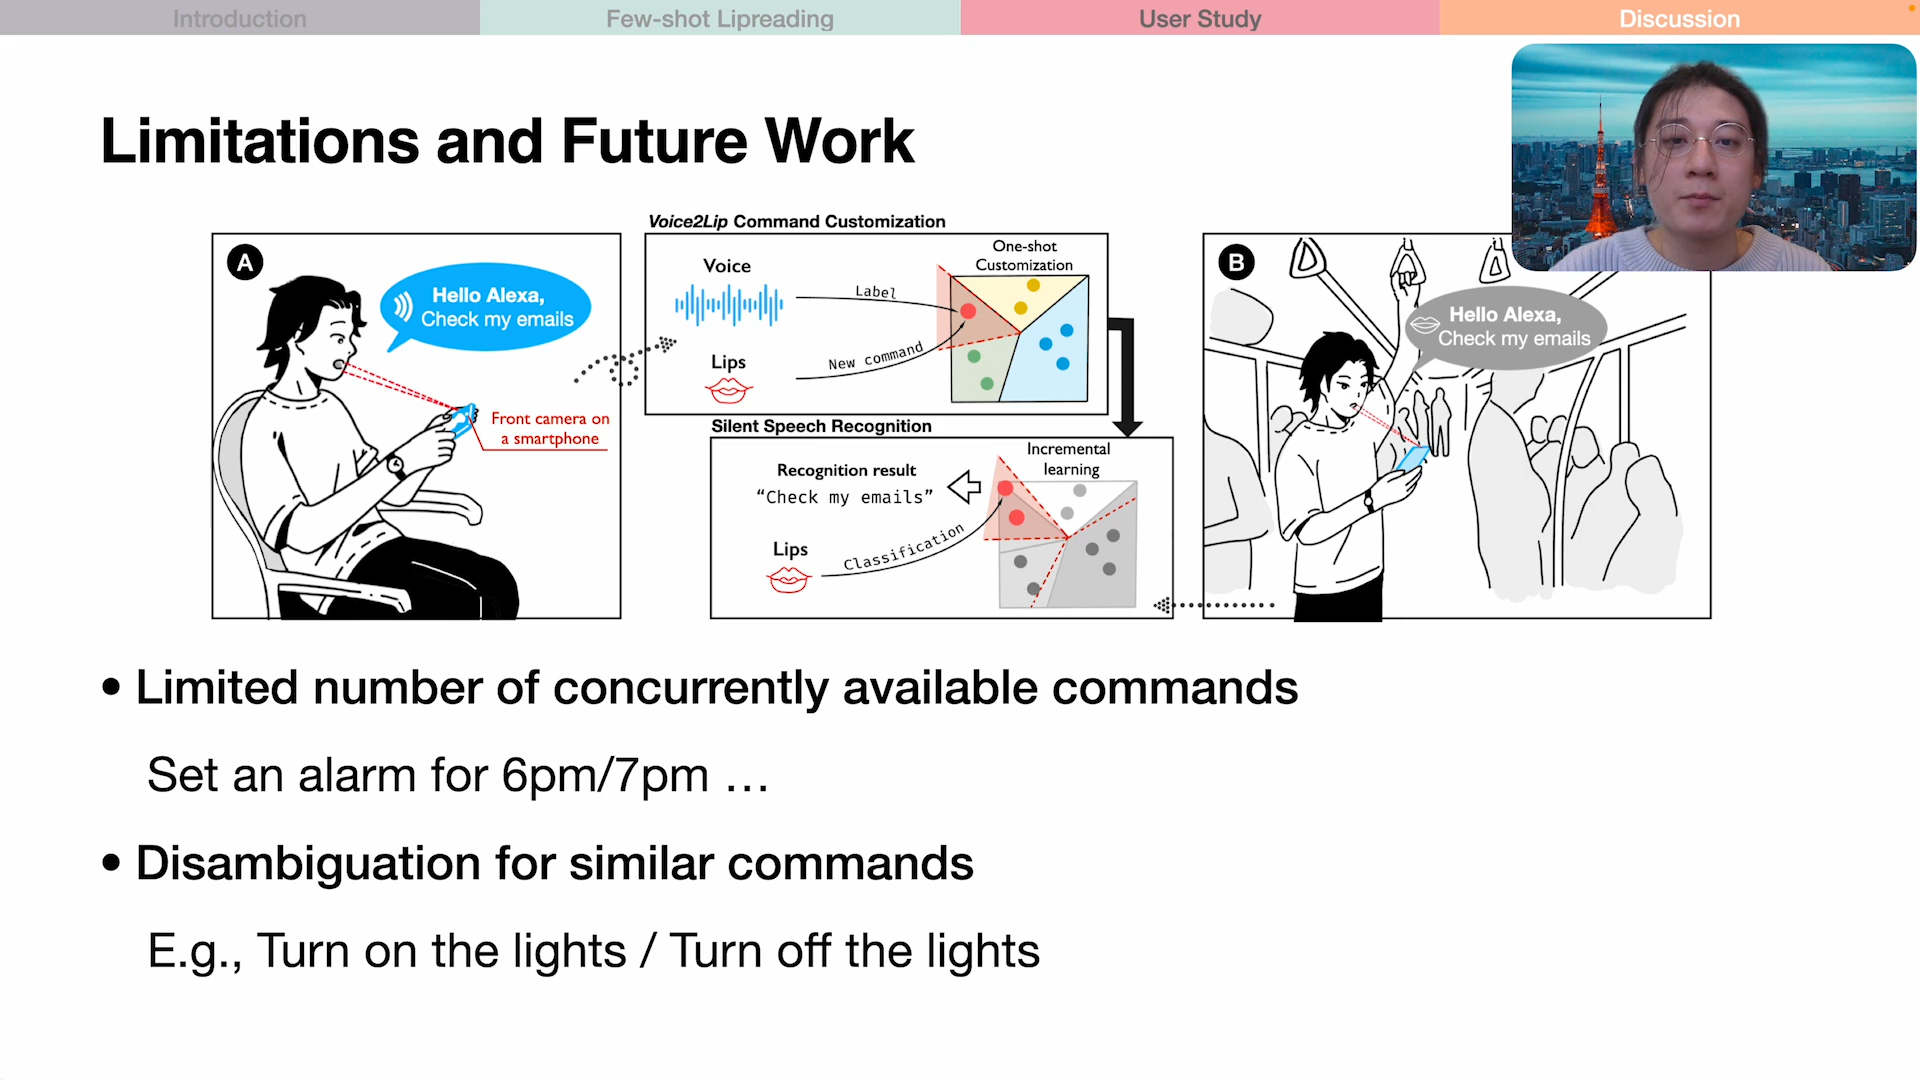 Introduction
Few-shot Lipreading
User Study
Discussion
Limitations and Future Work
A
Hello Alexa,
Check my emails
Front camera on
a smartphone
Voice2Lip Command Customization
Voice
Label
One-shot
Customization
Lips
New command
Silent Speech Recognition
Recognition result
“Check my emails”
Incremental
learning
Lips
Classification
B
Hello Alexa,
Check my emails
• Limited number of concurrently available commands
Set an alarm for 6pm/7pm …
• Disambiguation for similar commands
E.g., Turn on the lights / Turn off the lights